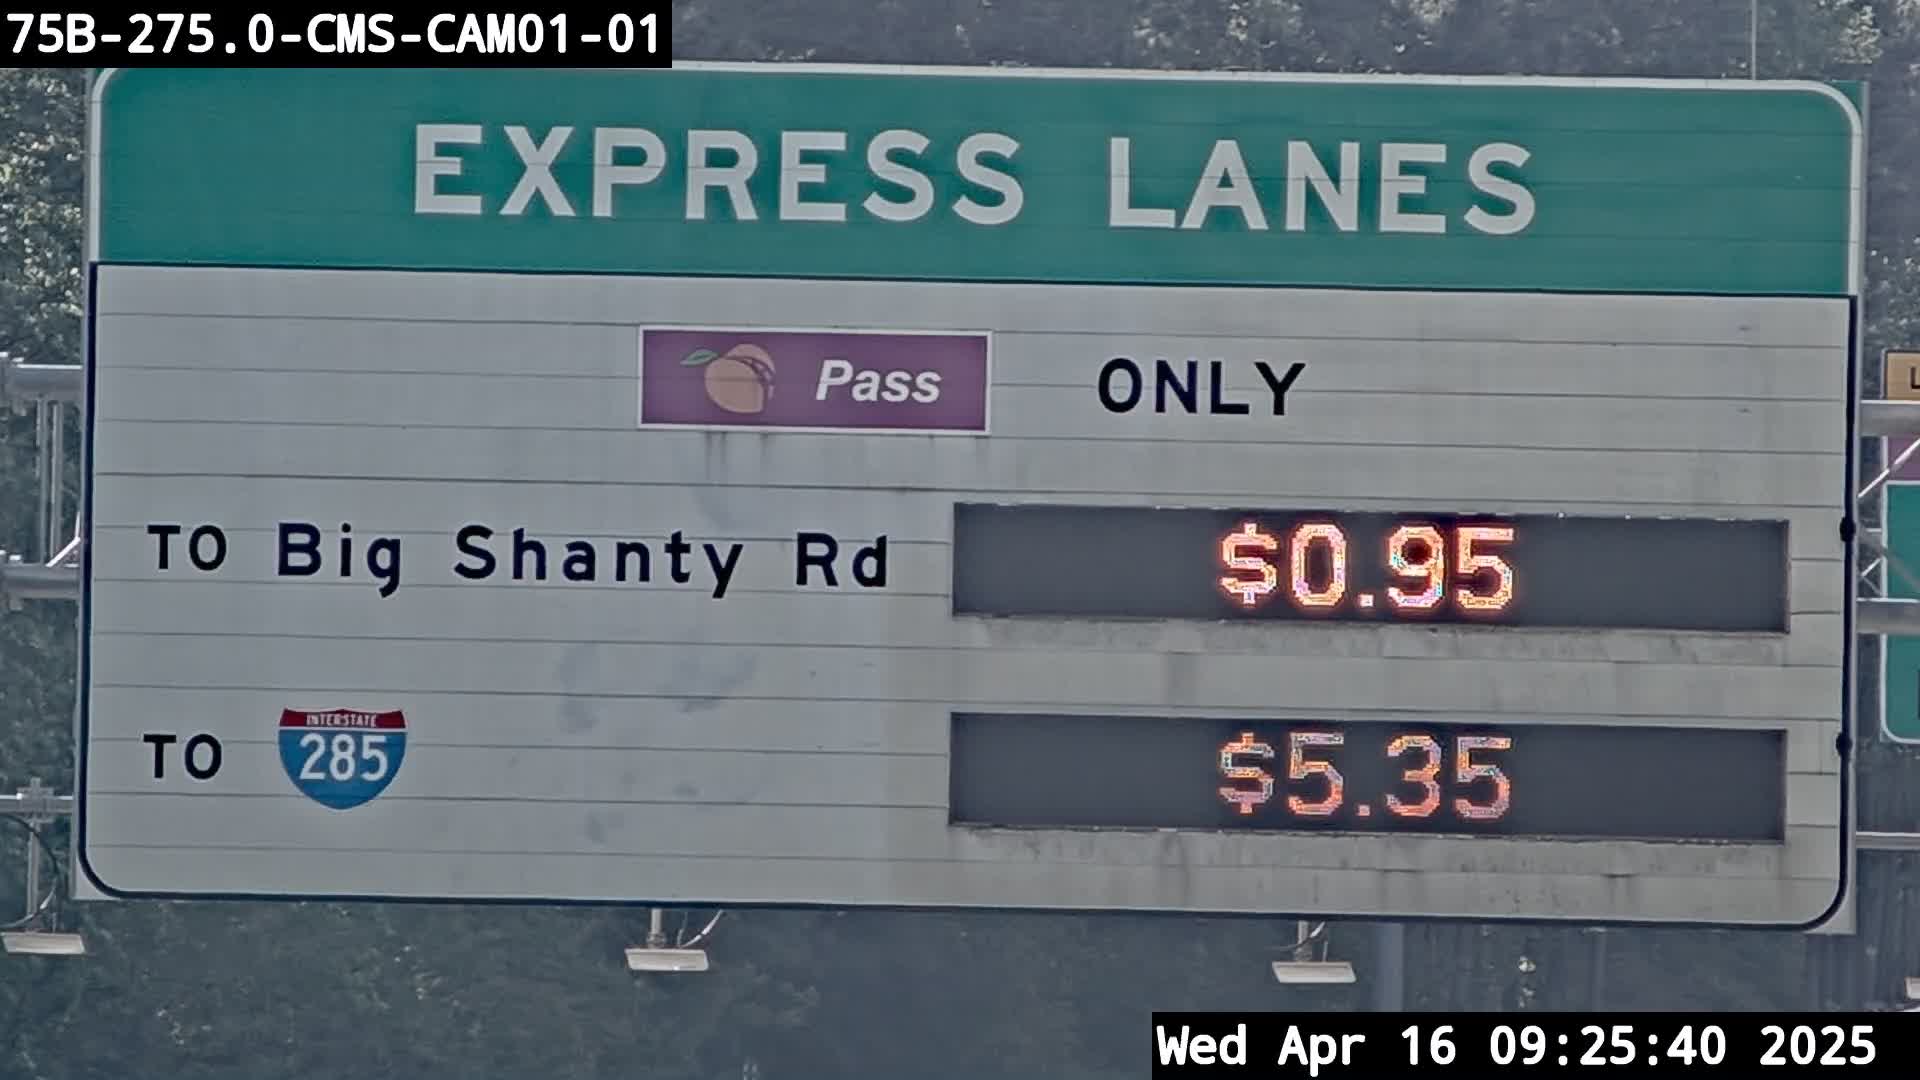 75B-275.0-CMS-CAM01-01
EXPRESS LANES
Pass ONLY
TO Big Shanty Rd $0.95
INTERSTATE
TO 285 $5.35
Wed Apr 16 09:25:40 2025